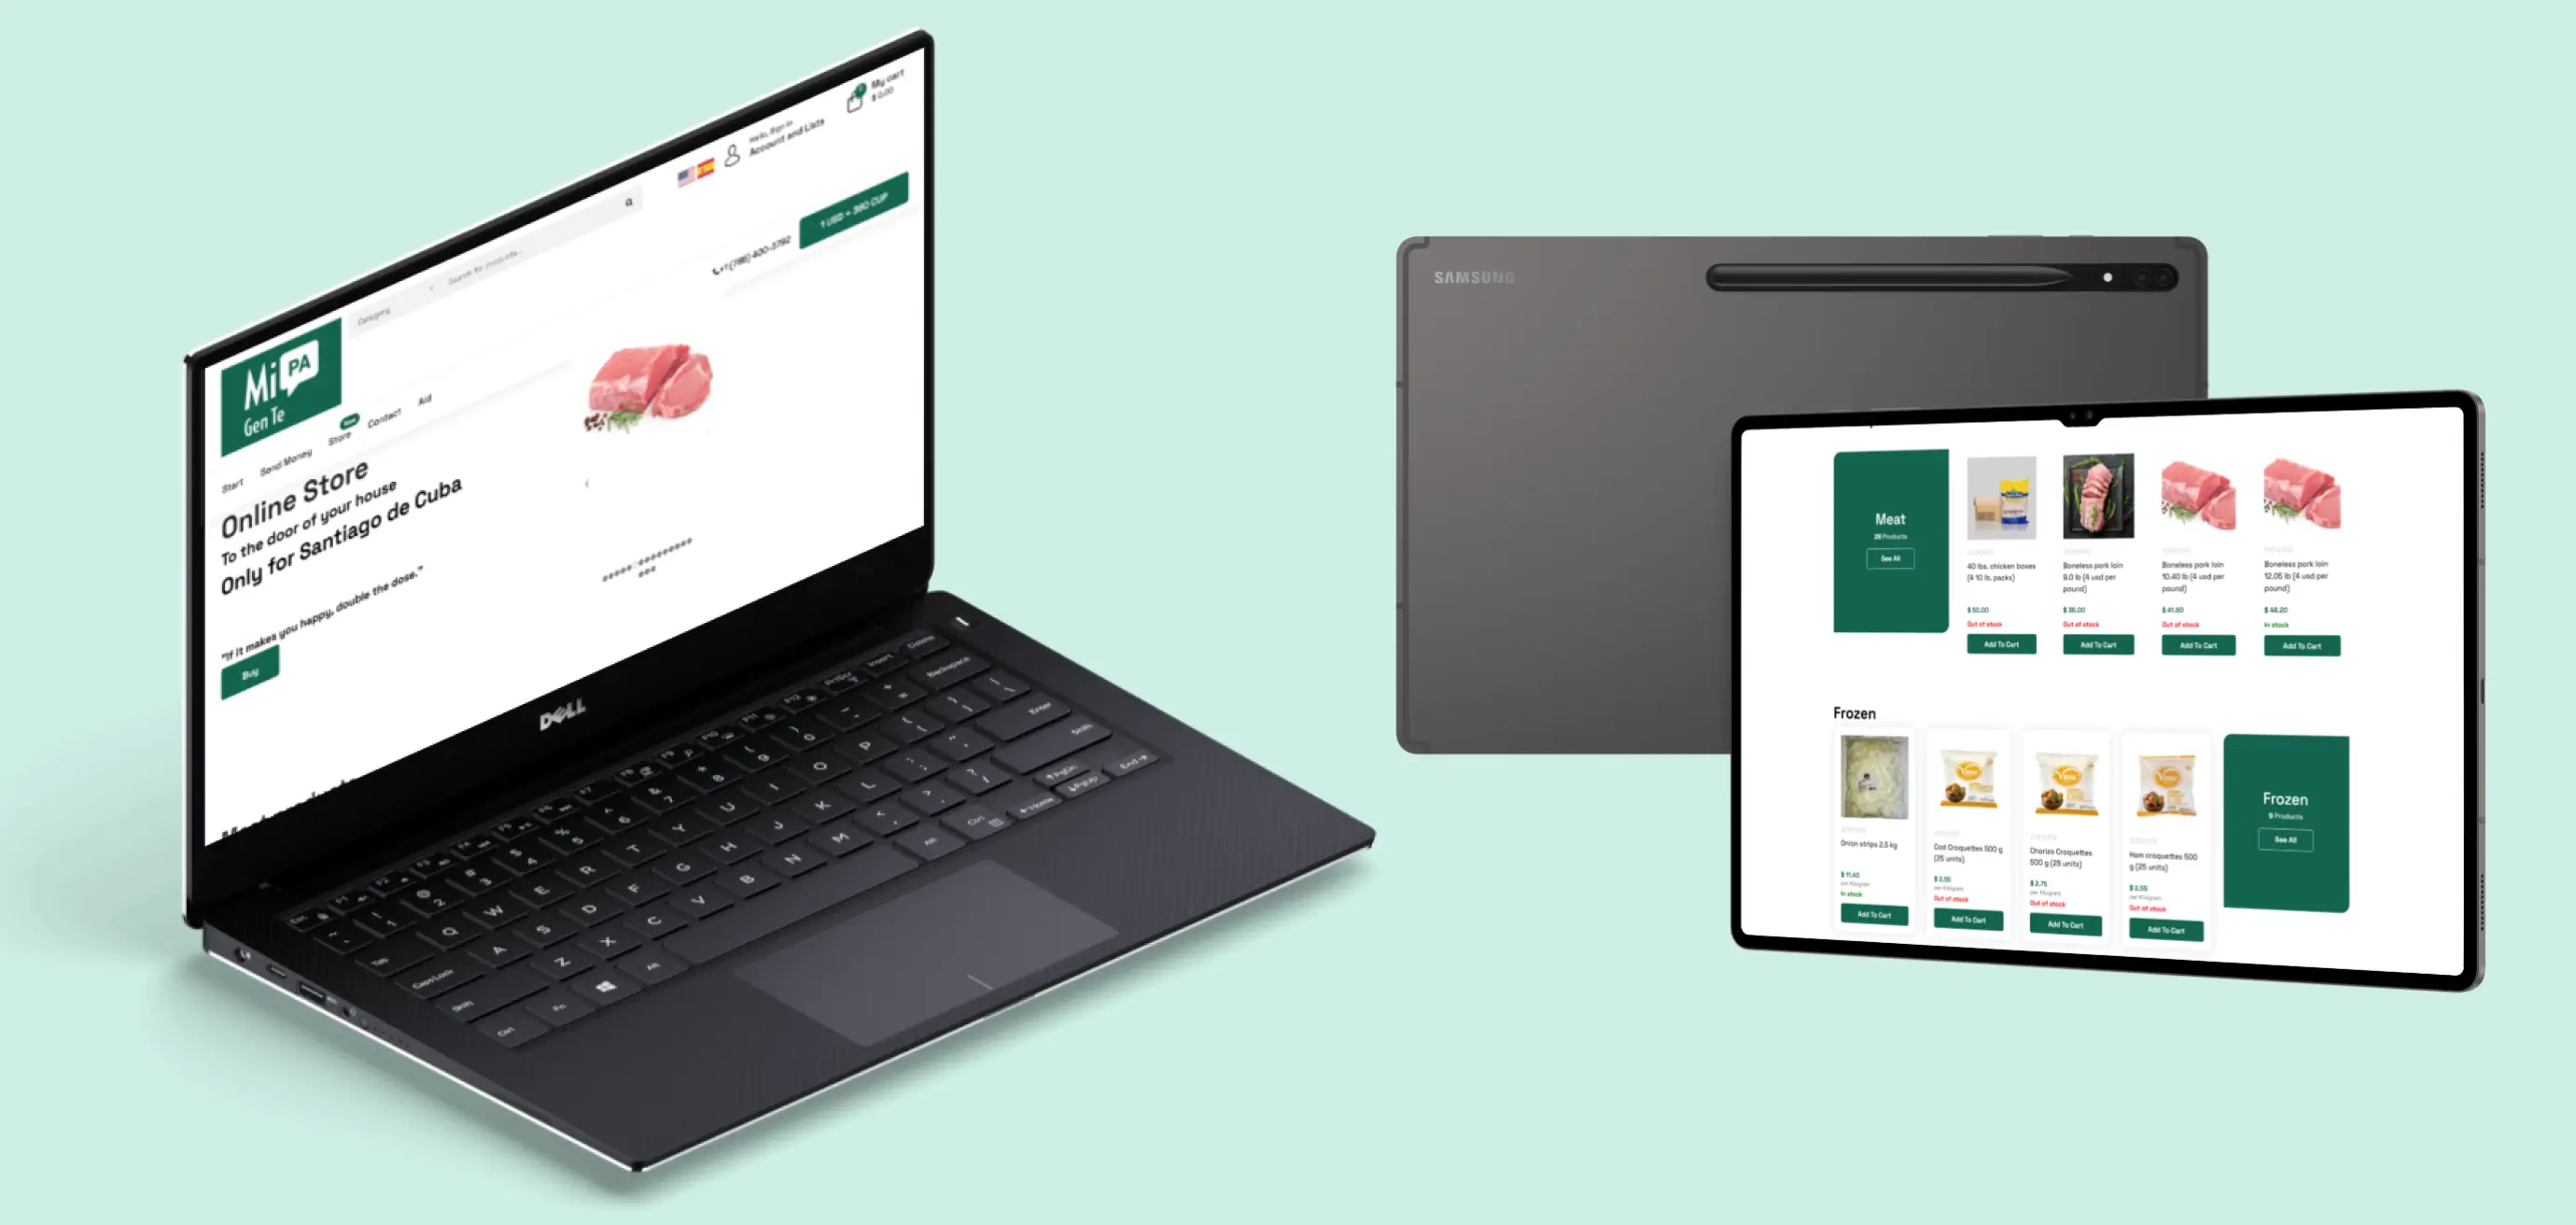 My cart
$ 0.00
Hello, Sign In
Account and Lists
Category
Search for products...
Mi PA
Gen Te
+1 (786)-400-3792
1 USD = 380 CUP
Start
Send Money
Store
New
Contact
Aid
Online Store
To the door of your house
Only for Santiago de Cuba
"If it makes you happy, double the dose."
Buy
DELL
SAMSUNG
Meat
28 Products
See All
40 lbs. chicken boxes
(4 10 lb. packs)
$ 50.00
Out of stock
Add To Cart
Boneless pork loin
9.0 lb (4 usd per
pound)
$ 36.00
Out of stock
Add To Cart
Boneless pork loin
10.40 lb (4 usd per
pound)
$ 41.60
Out of stock
Add To Cart
Boneless pork loin
12.05 lb (4 usd per
pound)
$ 48.20
In stock
Add To Cart
Frozen
Onion strips 2.5 kg
$ 11.40
per Kilogram
In stock
Add To Cart
Cod Croquettes 500 g
(25 units)
$ 2.55
per Kilogram
Out of stock
Add To Cart
Chorizo Croquettes
500 g (25 units)
$ 2.75
per Kilogram
Out of stock
Add To Cart
Ham croquettes 500
g (25 units)
$ 2.55
per Kilogram
Out of stock
Add To Cart
Frozen
9 Products
See All